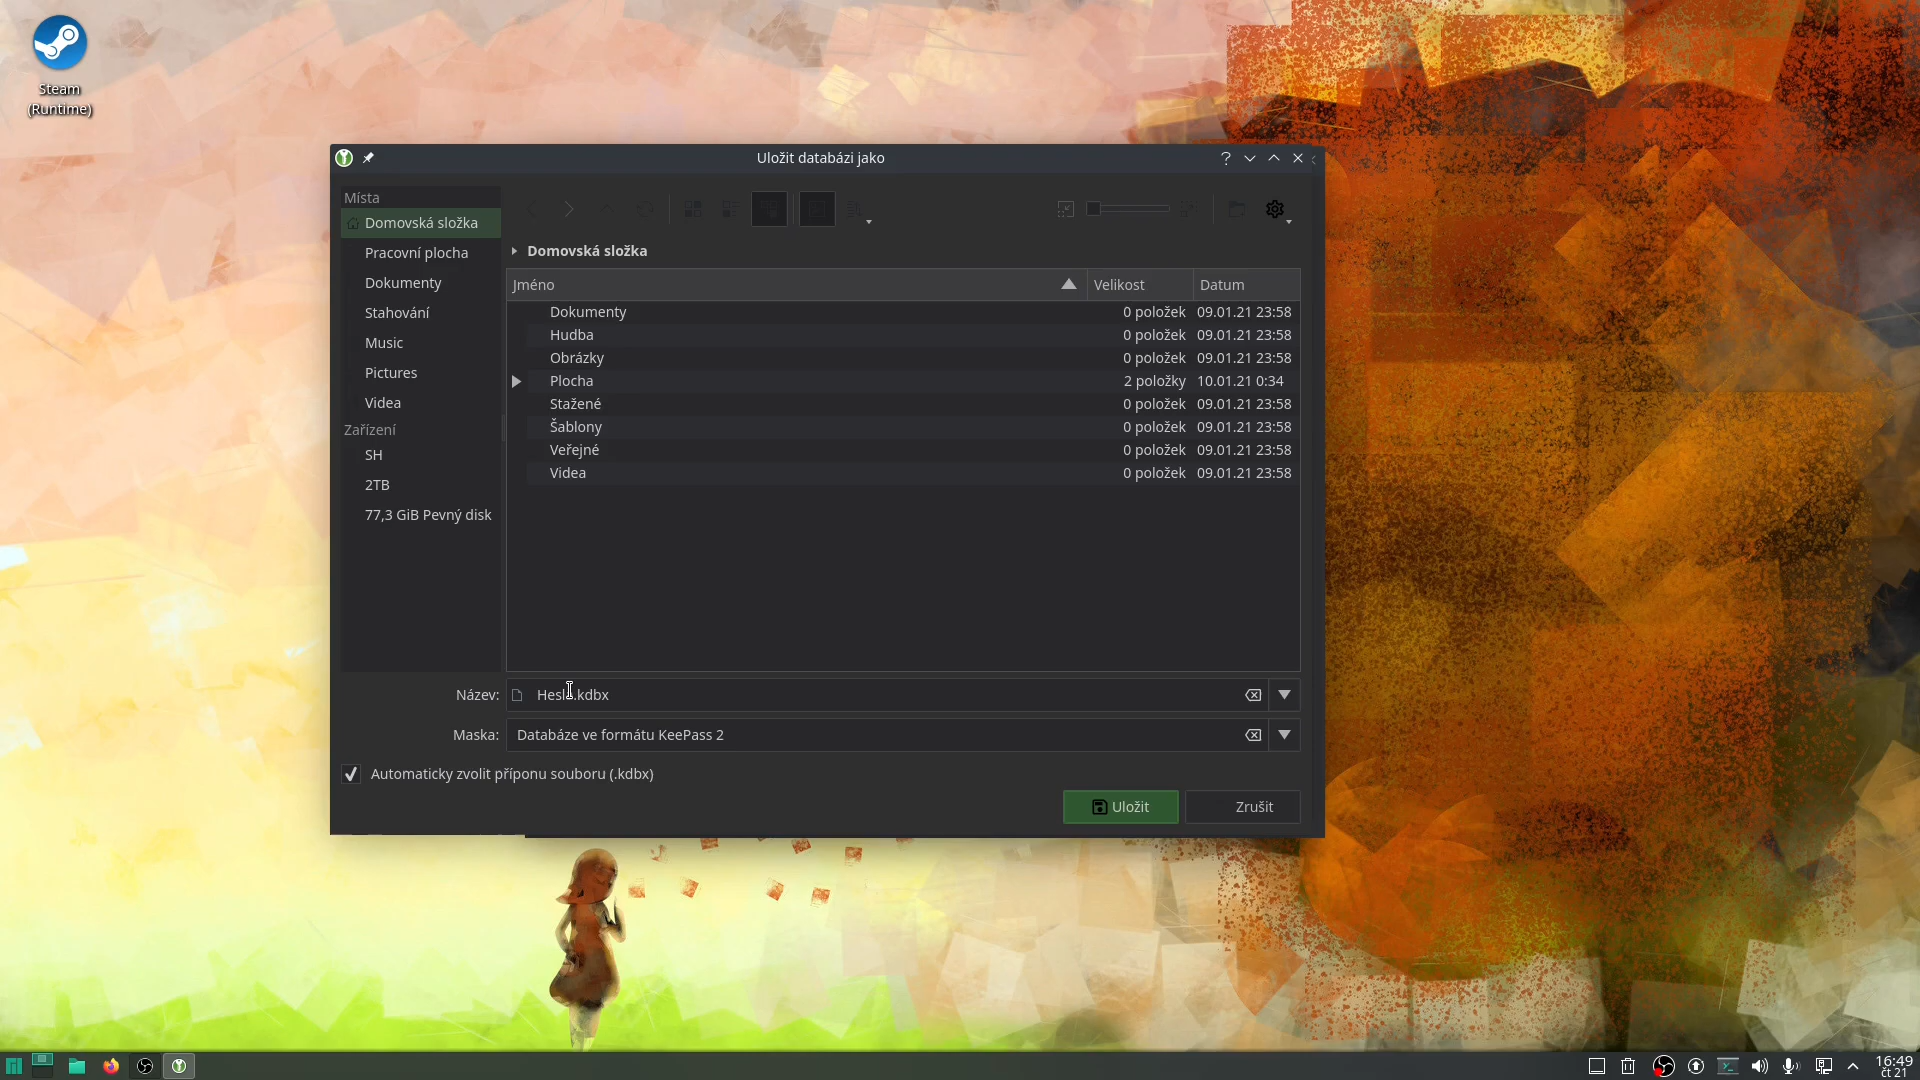 Steam
(Runtime)
Uložit databázi jako
Místa
Domovská složka
Pracovní plocha
Dokumenty
Stahování
Music
Pictures
Videa
Zařízení
SH
2TB
77,3 GiB Pevný disk
Domovská složka
Jméno Velikost Datum
Dokumenty 0 položek 09.01.21 23:58
Hudba 0 položek 09.01.21 23:58
Obrázky 0 položek 09.01.21 23:58
Plocha 2 položky 10.01.21 0:34
Stažené 0 položek 09.01.21 23:58
Šablony 0 položek 09.01.21 23:58
Veřejné 0 položek 09.01.21 23:58
Videa 0 položek 09.01.21 23:58
Název: Hesla.kdbx
Maska: Databáze ve formátu KeePass 2
Automaticky zvolit příponu souboru (.kdbx)
Uložit Zrušit
16:49
čt 21